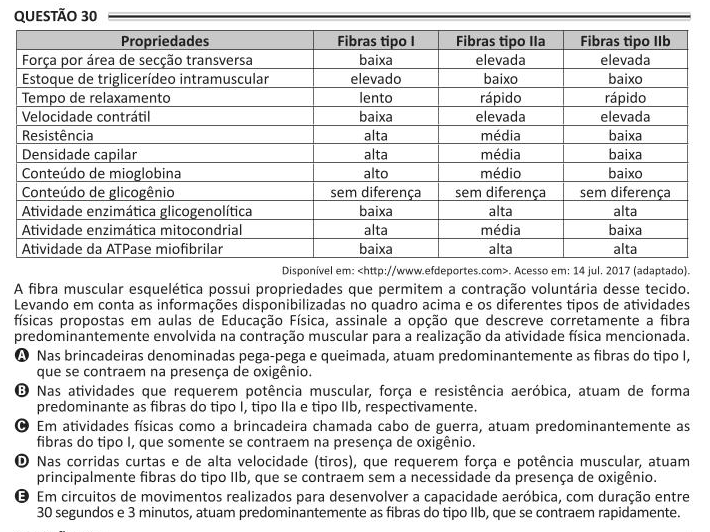 QUESTÃO 30
Propriedades Fibras tipo I Fibras tipo IIa Fibras tipo IIb
Força por área de secção transversa baixa elevada elevada
Estoque de triglicerídeo intramuscular elevado baixo baixo
Tempo de relaxamento lento rápido rápido
Velocidade contrátil baixa elevada elevada
Resistência alta média baixa
Densidade capilar alta média baixa
Conteúdo de mioglobina alto médio baixo
Conteúdo de glicogênio sem diferença sem diferença sem diferença
Atividade enzimática glicogenolítica baixa alta alta
Atividade enzimática mitocondrial alta média baixa
Atividade da ATPase miofibrilar baixa alta alta
Disponível em: <http://www.efdeportes.com>. Acesso em: 14 jul. 2017 (adaptado).
A fibra muscular esquelética possui propriedades que permitem a contração voluntária desse tecido.
Levando em conta as informações disponibilizadas no quadro acima e os diferentes tipos de atividades
físicas propostas em aulas de Educação Física, assinale a opção que descreve corretamente a fibra
predominantemente envolvida na contração muscular para a realização da atividade física mencionada.
A Nas brincadeiras denominadas pega-pega e queimada, atuam predominantemente as fibras do tipo I,
que se contraem na presença de oxigênio.
B Nas atividades que requerem potência muscular, força e resistência aeróbica, atuam de forma
predominante as fibras do tipo I, tipo IIa e tipo IIb, respectivamente.
C Em atividades físicas como a brincadeira chamada cabo de guerra, atuam predominantemente as
fibras do tipo I, que somente se contraem na presença de oxigênio.
D Nas corridas curtas e de alta velocidade (tiros), que requerem força e potência muscular, atuam
principalmente fibras do tipo IIb, que se contraem sem a necessidade da presença de oxigênio.
E Em circuitos de movimentos realizados para desenvolver a capacidade aeróbica, com duração entre
30 segundos e 3 minutos, atuam predominantemente as fibras do tipo IIb, que se contraem rapidamente.